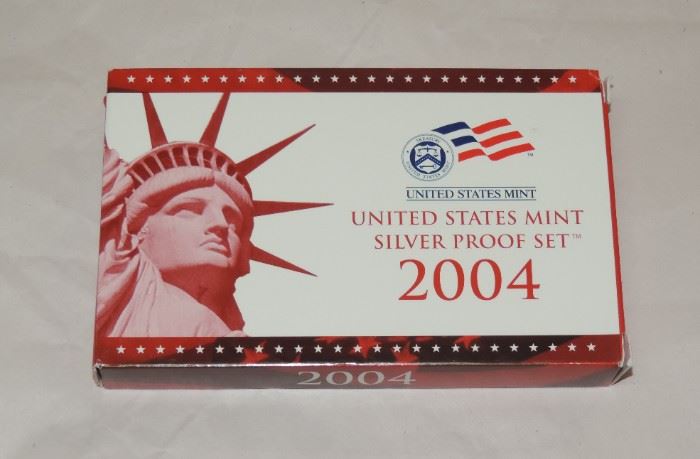 UNITED STATES MINT
UNITED STATES MINT
SILVER PROOF SET™
2004
2004